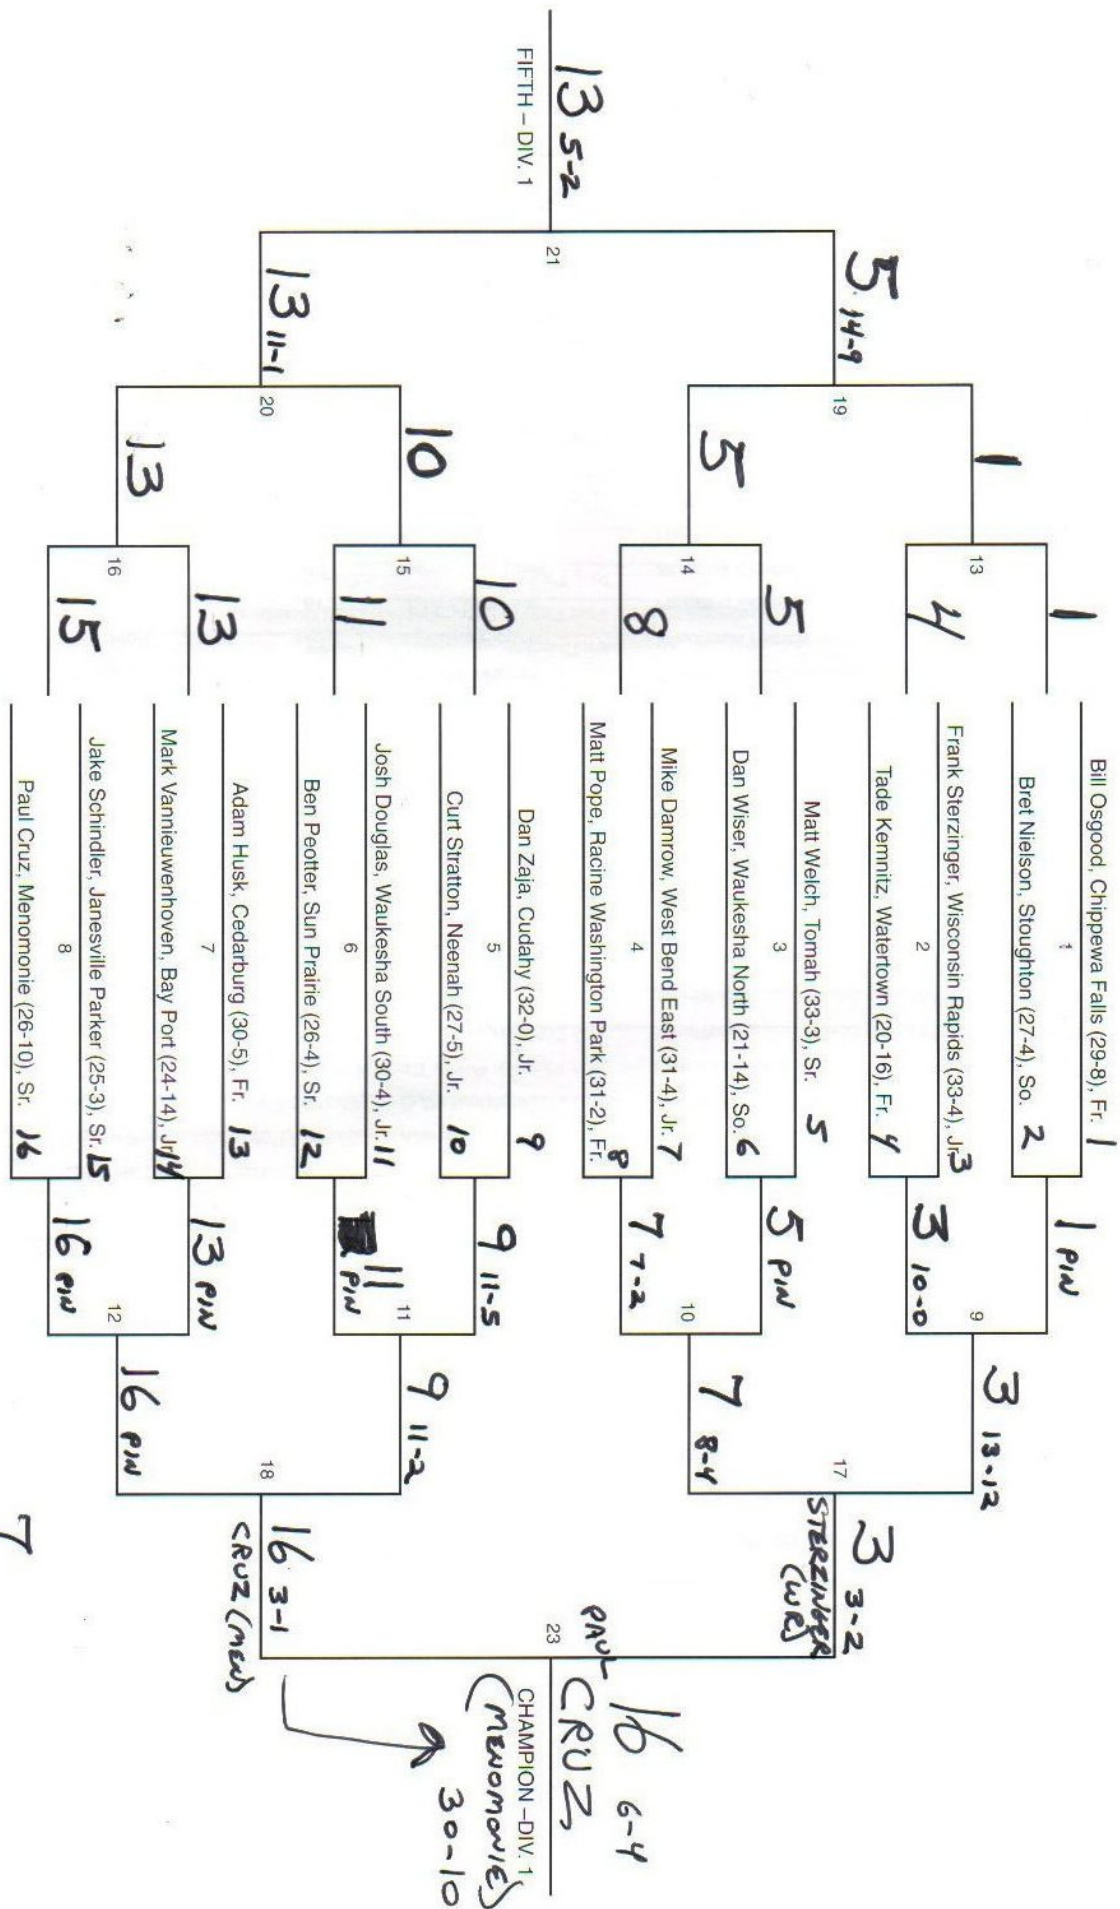 Bill Osgood, Chippewa Falls (29-8), Fr. 1
1
Bret Nielson, Stoughton (27-4), So. 2
Frank Sterzinger, Wisconsin Rapids (33-4), Jr. 3
2
Tade Kemnitz, Watertown (20-16), Fr. 4
Matt Welch, Tomah (33-3), Sr. 5
3
Dan Wiser, Waukesha North (21-14), So. 6
Mike Damrow, West Bend East (31-4), Jr. 7
4
Matt Pope, Racine Washington Park (31-2), Fr. 8
Dan Zaja, Cudahy (32-0), Jr. 9
5
Curt Stratton, Neenah (27-5), Jr. 10
Josh Douglas, Waukesha South (30-4), Jr. 11
6
Ben Peotter, Sun Prairie (26-4), Sr. 12
Adam Husk, Cedarburg (30-5), Fr. 13
7
Mark Vannieuwenhoven, Bay Port (24-14), Jr. 14
Jake Schindler, Janesville Parker (25-3), Sr. 15
8
Paul Cruz, Menomonie (26-10), Sr. 16
1 PIN
9
3 10-0
5 PIN
10
7 7-2
9 11-5
11
11 PIN
13 PIN
12
16 PIN
3 13-12
17
7 8-4
9 11-2
18
16 PIN
3 3-2
STERZINGER
(WR)
23
16 3-1
CRUZ (MEN)
16 6-4
PAUL CRUZ
CHAMPION – DIV. 1
(MENOMONIE)
30-10
7
1
13
4
5
14
8
10
15
11
13
16
15
1
19
5
10
20
13
5 14-9
21
13 11-1
13 5-2
FIFTH – DIV. 1